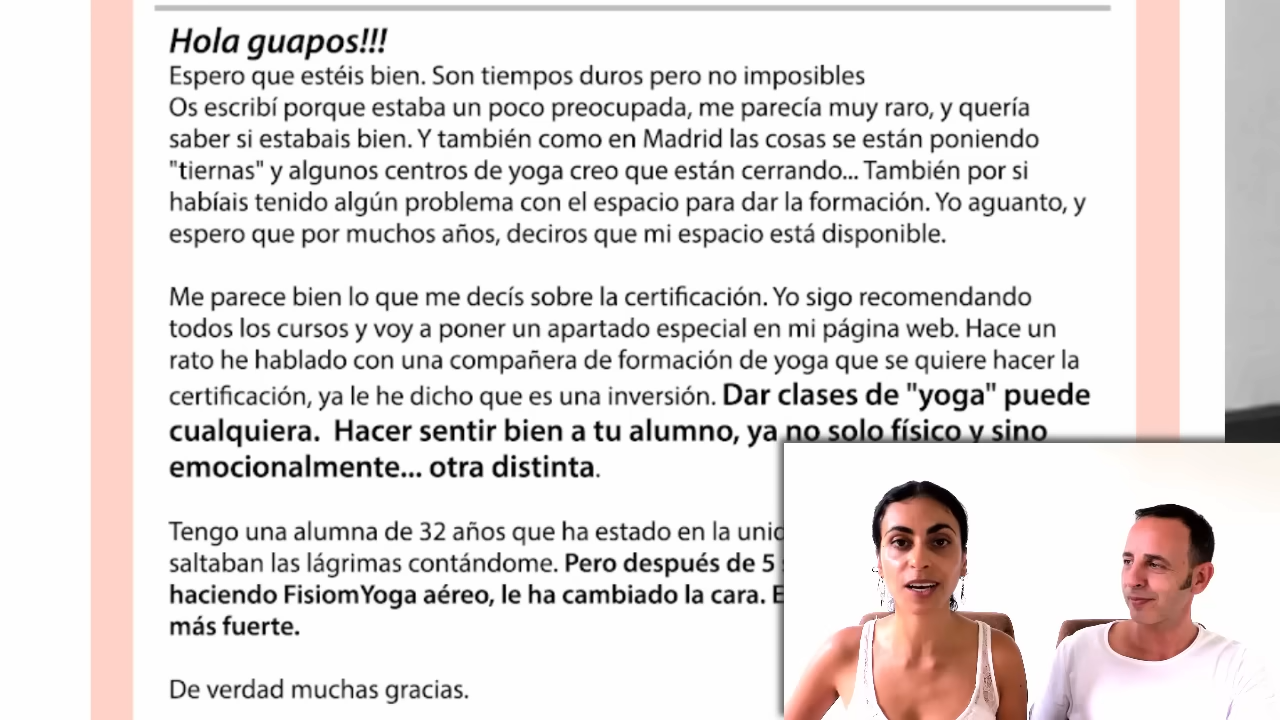 Hola guapos!!!
Espero que estéis bien. Son tiempos duros pero no imposibles
Os escribí porque estaba un poco preocupada, me parecía muy raro, y quería
saber si estabais bien. Y también como en Madrid las cosas se están poniendo
"tiernas" y algunos centros de yoga creo que están cerrando... También por si
habíais tenido algún problema con el espacio para dar la formación. Yo aguanto, y
espero que por muchos años, deciros que mi espacio está disponible.
Me parece bien lo que me decís sobre la certificación. Yo sigo recomendando
todos los cursos y voy a poner un apartado especial en mi página web. Hace un
rato he hablado con una compañera de formación de yoga que se quiere hacer la
certificación, ya le he dicho que es una inversión. Dar clases de "yoga" puede
cualquiera. Hacer sentir bien a tu alumno, ya no solo físico y sino
emocionalmente... otra distinta.
Tengo una alumna de 32 años que ha estado en la
saltaban las lágrimas contándome. Pero después de 5
haciendo FisiomYoga aéreo, le ha cambiado la cara.
más fuerte.
De verdad muchas gracias.